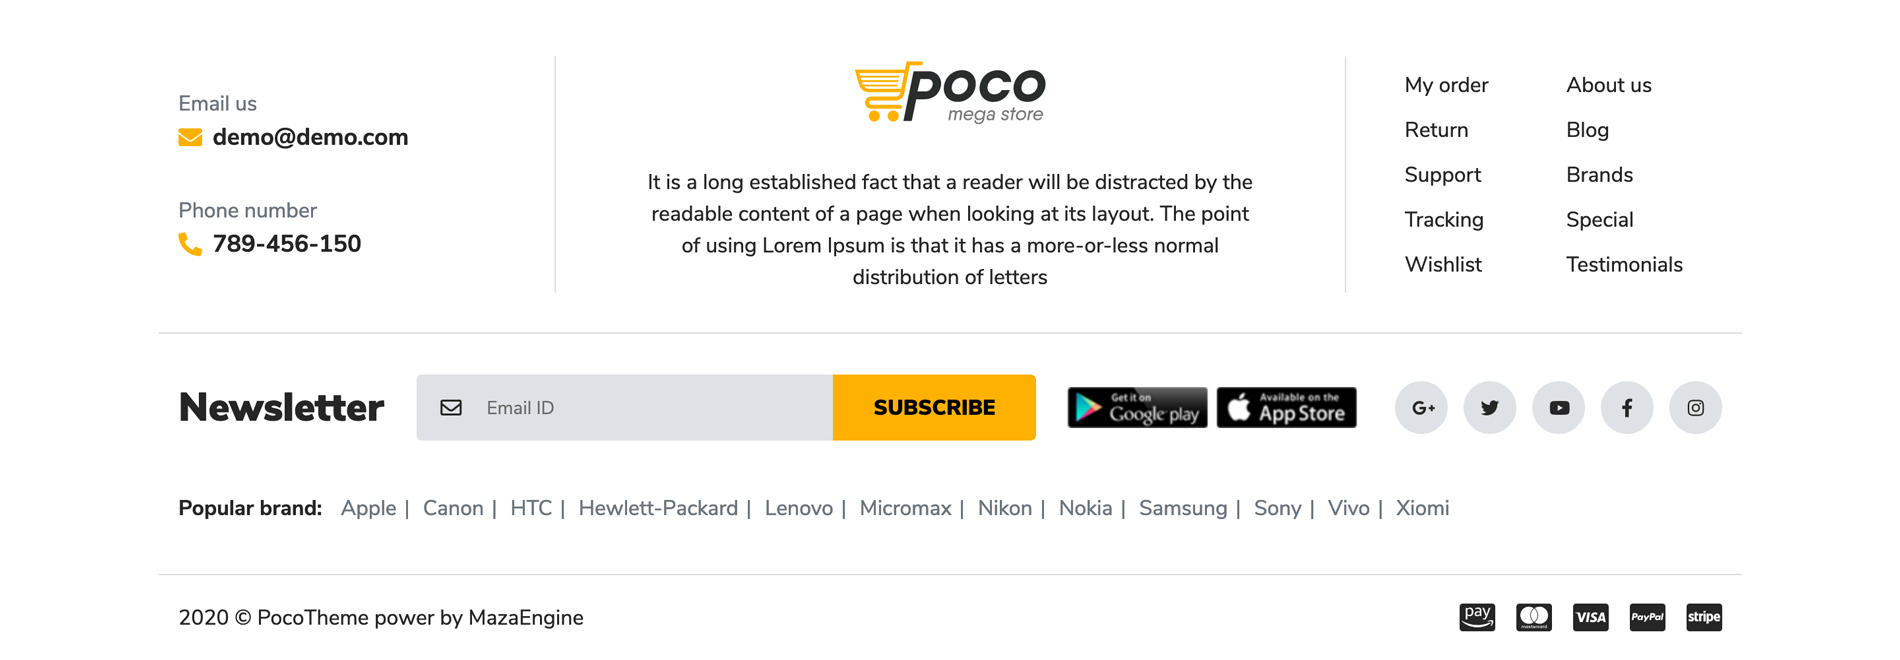 Email us
demo@demo.com
Phone number
789-456-150
poco
mega store
It is a long established fact that a reader will be distracted by the
readable content of a page when looking at its layout. The point
of using Lorem Ipsum is that it has a more-or-less normal
distribution of letters
My order
Return
Support
Tracking
Wishlist
About us
Blog
Brands
Special
Testimonials
Newsletter
Email ID
SUBSCRIBE
Get it on
Google play
Available on the
App Store
G+
Popular brand: Apple | Canon | HTC | Hewlett-Packard | Lenovo | Micromax | Nikon | Nokia | Samsung | Sony | Vivo | Xiomi
2020 © PocoTheme power by MazaEngine
pay
mastercard
VISA
PayPal
stripe